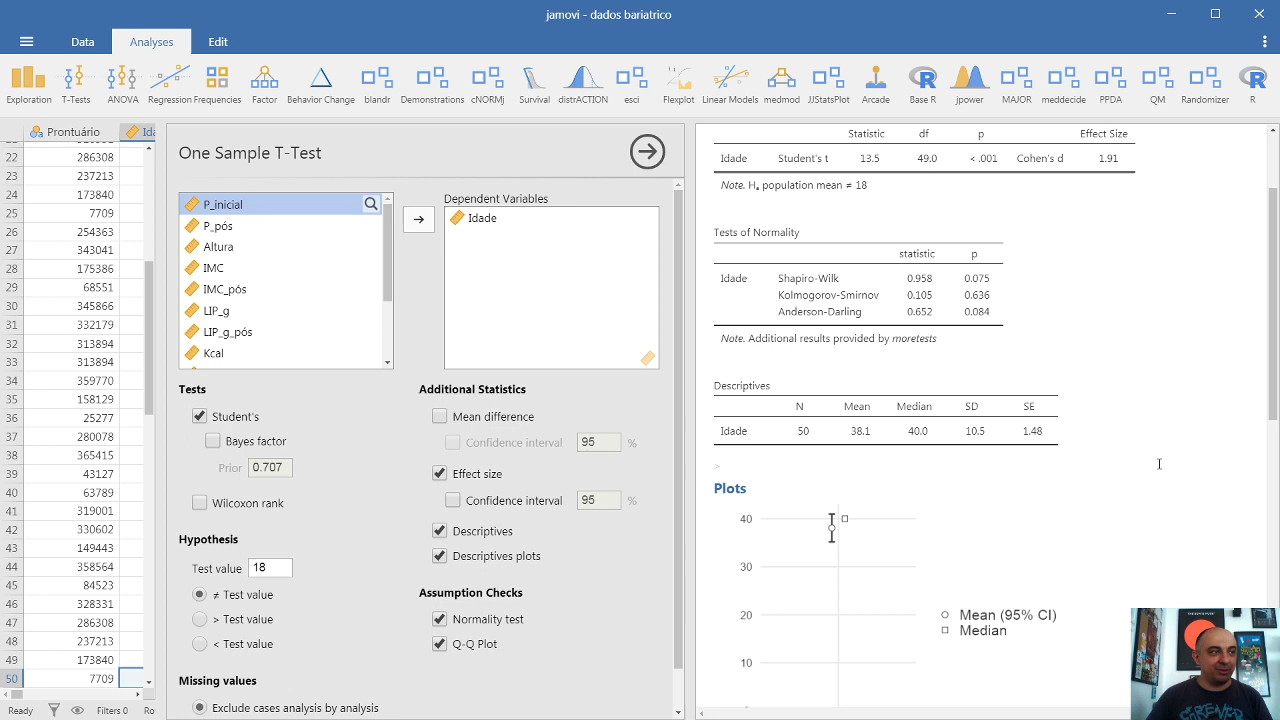 jamovi - dados bariatrico
Data Analyses Edit
Exploration T-Tests ANOVA Regression Frequencies Factor Behavior Change blandr Demonstrations cNORMj Survival distrACTION esci Flexplot Linear Models medmod JJStatsPlot Arcade Base R jpower MAJOR meddecide PPDA QM Randomizer R
Prontuário Ida
22 286308
23 237213
24 173840
25 7709
26 254363
27 343041
28 175386
29 68551
30 345866
31 332179
32 313894
33 313894
34 359770
35 158129
36 25277
37 280078
38 365415
39 43127
40 63789
41 319001
42 330602
43 149443
44 358564
45 84523
46 328331
47 286308
48 237213
49 173840
50 7709
Ready Filters 0 Ro
One Sample T-Test
P_inicial
P_pós
Altura
IMC
IMC_pós
LIP_g
LIP_g_pós
Kcal
Dependent Variables
Idade
Tests
Student's
Bayes factor
Prior 0.707
Wilcoxon rank
Hypothesis
Test value 18
≠ Test value
> Test value
< Test value
Missing values
Exclude cases analysis by analysis
Additional Statistics
Mean difference
Confidence interval 95 %
Effect size
Confidence interval 95 %
Descriptives
Descriptives plots
Assumption Checks
Normality test
Q-Q Plot
Statistic df p Effect Size
Idade Student's t 13.5 49.0 < .001 Cohen's d 1.91
Note. Hₐ population mean ≠ 18
Tests of Normality
statistic p
Idade Shapiro-Wilk 0.958 0.075
Kolmogorov-Smirnov 0.105 0.636
Anderson-Darling 0.652 0.084
Note. Additional results provided by moretests
Descriptives
N Mean Median SD SE
Idade 50 38.1 40.0 10.5 1.48
>
Plots
40
30
20
10
Mean (95% CI)
Median